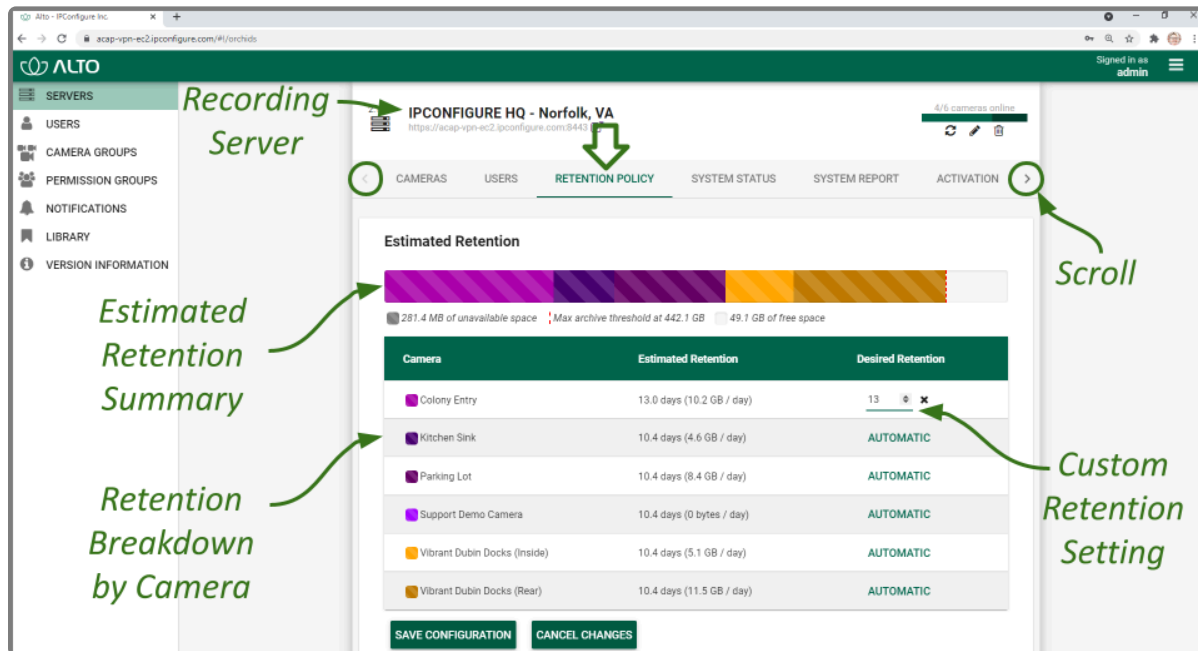 Alto - IPConfigure Inc.
acap-vpn-ec2.ipconfigure.com/#!/orchids
ALTO
Signed in as
admin
SERVERS
USERS
CAMERA GROUPS
PERMISSION GROUPS
NOTIFICATIONS
LIBRARY
VERSION INFORMATION
Recording
Server
IPCONFIGURE HQ - Norfolk, VA
https://acap-vpn-ec2.ipconfigure.com:8443
4/6 cameras online
CAMERAS USERS RETENTION POLICY SYSTEM STATUS SYSTEM REPORT ACTIVATION
Scroll
Estimated Retention
281.4 MB of unavailable space Max archive threshold at 442.1 GB 49.1 GB of free space
Estimated
Retention
Summary
Camera Estimated Retention Desired Retention
Colony Entry 13.0 days (10.2 GB / day) 13
Kitchen Sink 10.4 days (4.6 GB / day) AUTOMATIC
Parking Lot 10.4 days (8.4 GB / day) AUTOMATIC
Support Demo Camera 10.4 days (0 bytes / day) AUTOMATIC
Vibrant Dubin Docks (Inside) 10.4 days (5.1 GB / day) AUTOMATIC
Vibrant Dubin Docks (Rear) 10.4 days (11.5 GB / day) AUTOMATIC
Retention
Breakdown
by Camera
Custom
Retention
Setting
SAVE CONFIGURATION CANCEL CHANGES